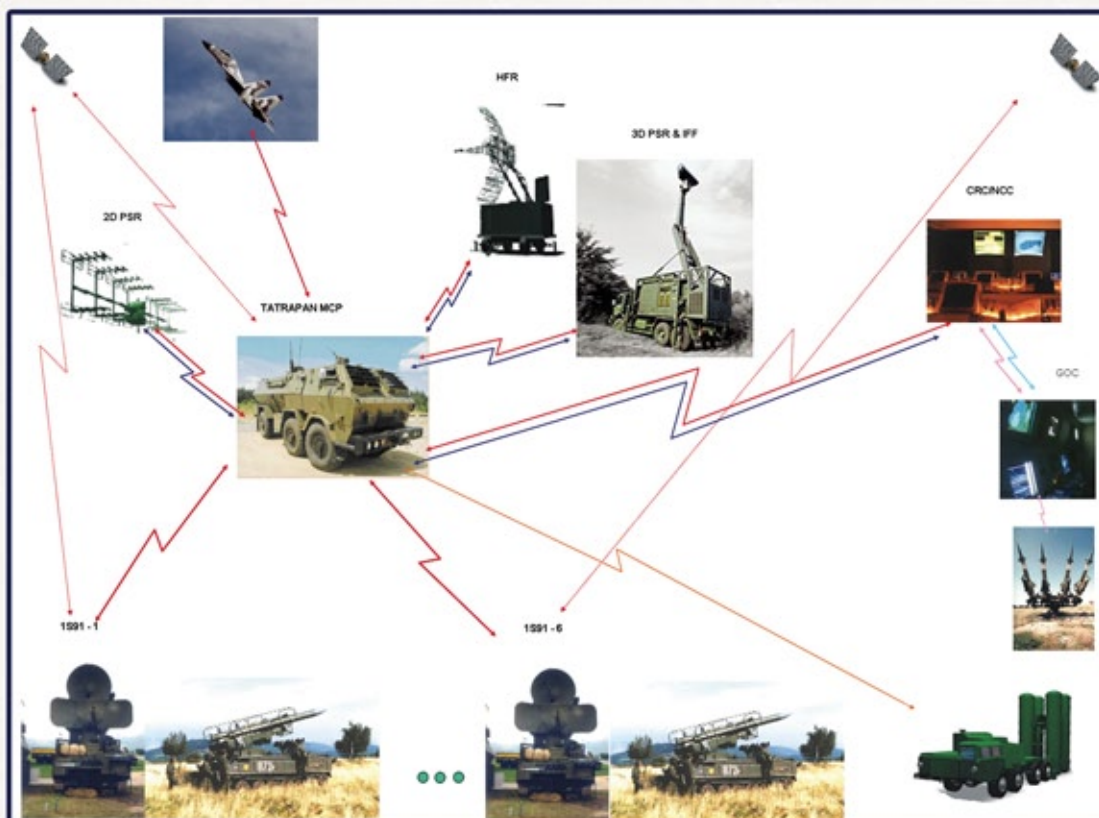 HFR
3D PSR & IFF
CRC/NCC
2D PSR
TATRAPAN MCP
GOC
1S91 - 1
1S91 - 6